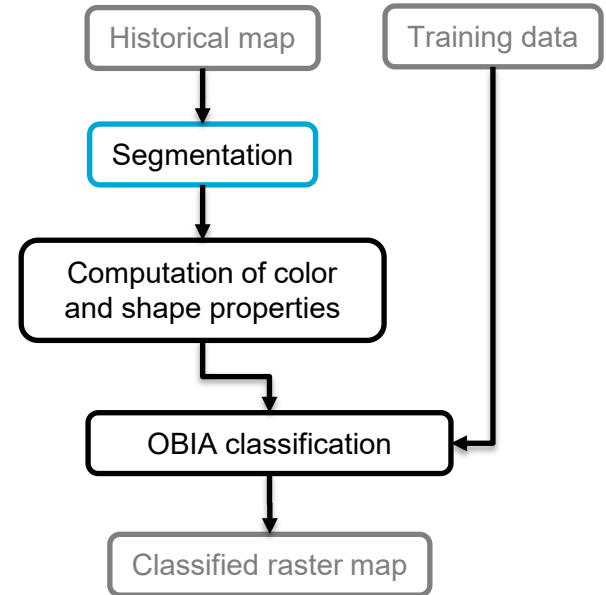 Historical map
Training data
Segmentation
Computation of color
and shape properties
OBIA classification
Classified raster map